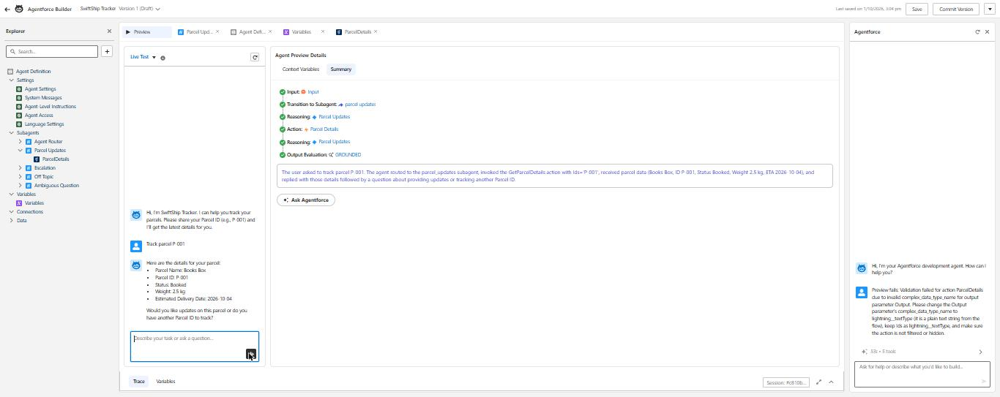 Agentforce Builder SwiftShip Tracker Version 1 (Draft) Last saved on 1/10/2026, 3:04 pm Save Commit Version
Explorer
Search...
Agent Definition
Settings
Agent Settings
System Messages
Agent-Level Instructions
Agent Access
Language Settings
Subagents
Agent Router
Parcel Updates
ParcelDetails
Escalation
Off Topic
Ambiguous Question
Variables
Variables
Connections
Data
Preview Parcel Upd... Agent Defi... Variables ParcelDetails
Live Test
Hi, I'm SwiftShip Tracker. I can help you track your
parcels. Please share your Parcel ID (e.g., P-001) and
I'll get the latest details for you.
Track parcel P-001
Here are the details for your parcel:
• Parcel Name: Books Box
• Parcel ID: P-001
• Status: Booked
• Weight: 2.5 kg
• Estimated Delivery Date: 2026-10-04
Would you like updates on this parcel or do you
have another Parcel ID to track?
Describe your task or ask a question...
Agent Preview Details
Context Variables Summary
Input: Input
Transition to Subagent: parcel updates
Reasoning: Parcel Updates
Action: Parcel Details
Reasoning: Parcel Updates
Output Evaluation: GROUNDED
The user asked to track parcel P-001. The agent routed to the parcel_updates subagent, invoked the GetParcelDetails action with Ids='P-001', received parcel data (Books Box, ID P-001, Status Booked, Weight 2.5 kg, ETA 2026-10-04), and
replied with those details followed by a question about providing updates or tracking another Parcel ID.
Ask Agentforce
Trace Variables Session: #c810b...
Agentforce
Hi, I'm your Agentforce development agent. How can I
help you?
Preview fails: Validation failed for action ParcelDetails
due to invalid complex_data_type_name for output
parameter Output. Please change the Output
parameter's complex_data_type_name to
lightning__textType (it is a plain text string from the
flow), keep Ids as lightning__textType, and make sure
the action is not filtered or hidden.
53s • 5 tools
Ask for help or describe what you'd like to build...